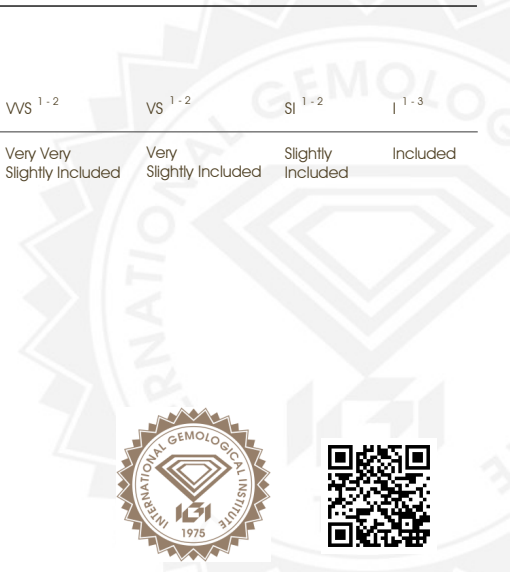 VVS 1 - 2 VS 1 - 2 SI 1 - 2 I 1 - 3
Very Very Very Slightly Included
Slightly Included Slightly Included Included
INTERNATIONAL GEMOLOGICAL INSTITUTE
IGI
1975